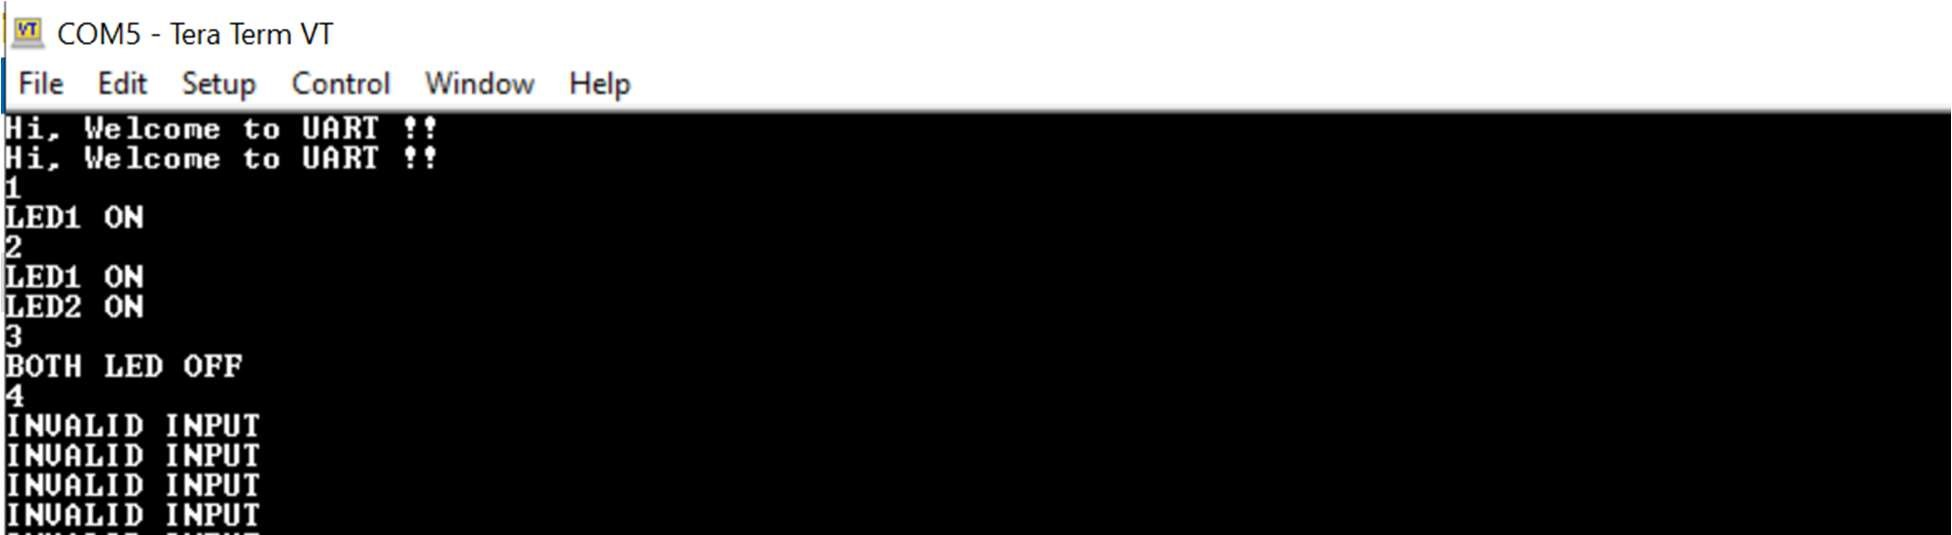 VT COM5 - Tera Term VT
File Edit Setup Control Window Help
Hi, Welcome to UART !!
Hi, Welcome to UART !!
1
LED1 ON
2
LED1 ON
LED2 ON
3
BOTH LED OFF
4
INVALID INPUT
INVALID INPUT
INVALID INPUT
INVALID INPUT